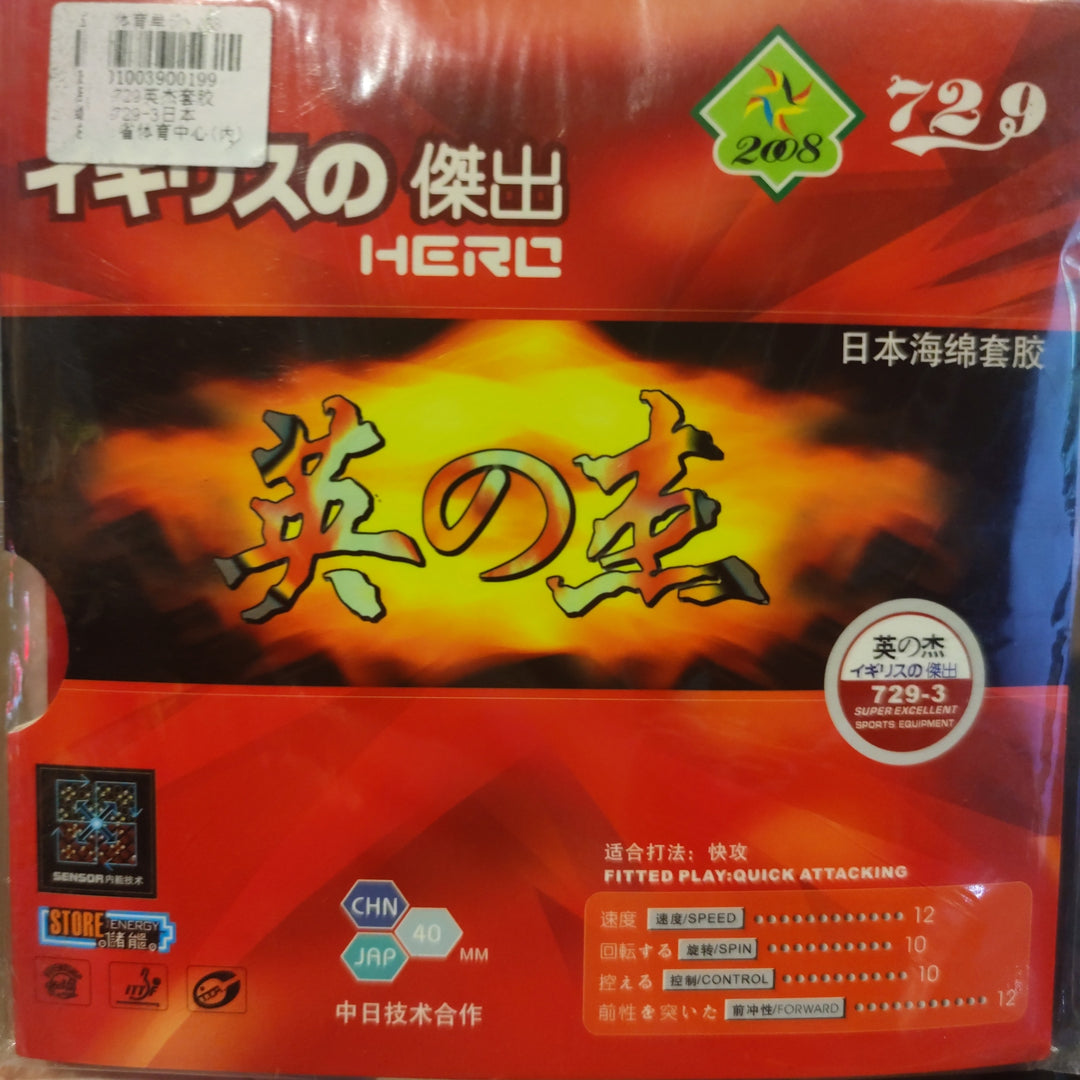 体育
01003900199
729英杰套胶
729-3日本
省体育中心(内)
2008
729
イギリスの 傑出
HERO
日本海绵套胶
英の杰
英の杰
イギリスの 傑出
729-3
SUPER EXCELLENT
SPORTS EQUIPMENT
SENSOR内能技术
STORE ENERGY
储能
ITTF
CHN
40
MM
JAP
中日技术合作
适合打法：快攻
FITTED PLAY:QUICK ATTACKING
速度 速度/SPEED 12
回転する 旋转/SPIN 10
控える 控制/CONTROL 10
前性を突いた 前冲性/FORWARD 12